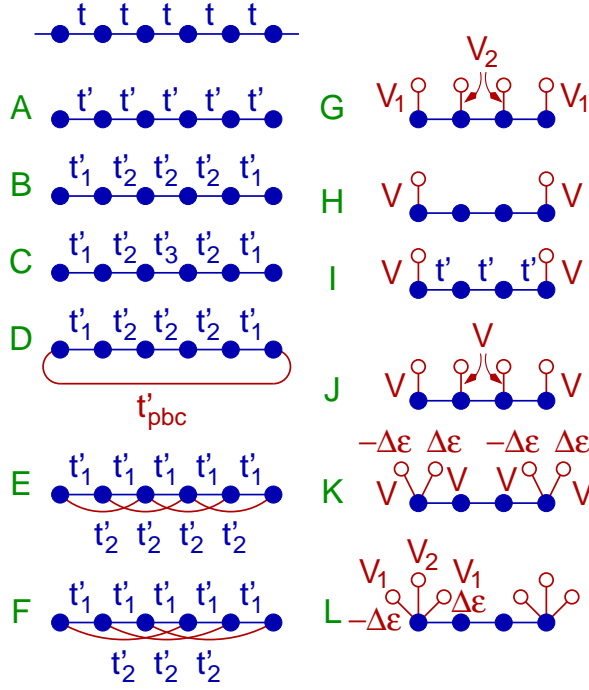 t t t t t
A t' t' t' t' t'
B t'₁ t'₂ t'₂ t'₂ t'₁
C t'₁ t'₂ t'₃ t'₂ t'₁
D t'₁ t'₂ t'₂ t'₂ t'₁
t'pbc
E t'₁ t'₁ t'₁ t'₁ t'₁
t'₂ t'₂ t'₂ t'₂
F t'₁ t'₁ t'₁ t'₁ t'₁
t'₂ t'₂ t'₂
V₂
G V₁ V₁
H V V
I V t' t' t' V
V
J V V
−Δε Δε −Δε Δε
K V V V V
V₂
V₁ V₁
L −Δε Δε